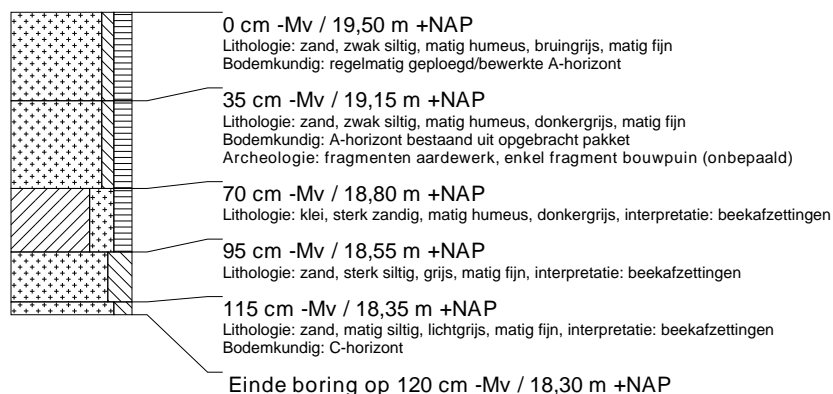 0 cm -Mv / 19,50 m +NAP
Lithologie: zand, zwak siltig, matig humeus, bruingrijs, matig fijn
Bodemkundig: regelmatig geploegd/bewerkte A-horizont
35 cm -Mv / 19,15 m +NAP
Lithologie: zand, zwak siltig, matig humeus, donkergrijs, matig fijn
Bodemkundig: A-horizont bestaand uit opgebracht pakket
Archeologie: fragmenten aardewerk, enkel fragment bouwpuin (onbepaald)
70 cm -Mv / 18,80 m +NAP
Lithologie: klei, sterk zandig, matig humeus, donkergrijs, interpretatie: beekafzettingen
95 cm -Mv / 18,55 m +NAP
Lithologie: zand, sterk siltig, grijs, matig fijn, interpretatie: beekafzettingen
115 cm -Mv / 18,35 m +NAP
Lithologie: zand, matig siltig, lichtgrijs, matig fijn, interpretatie: beekafzettingen
Bodemkundig: C-horizont
Einde boring op 120 cm -Mv / 18,30 m +NAP